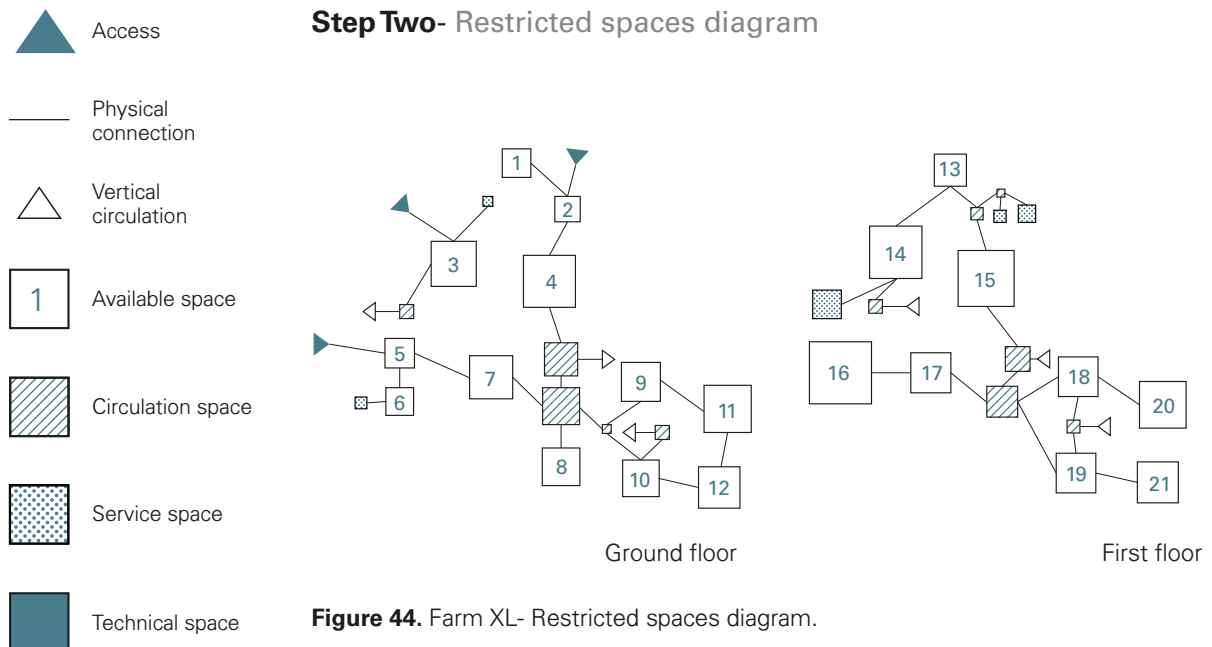 Step Two- Restricted spaces diagram
Access
Physical
connection
Vertical
circulation
1
Available space
Circulation space
Service space
Technical space
1
2
3
4
5
6
7
8
9
10
11
12
Ground floor
13
14
15
16
17
18
19
20
21
First floor
Figure 44. Farm XL- Restricted spaces diagram.